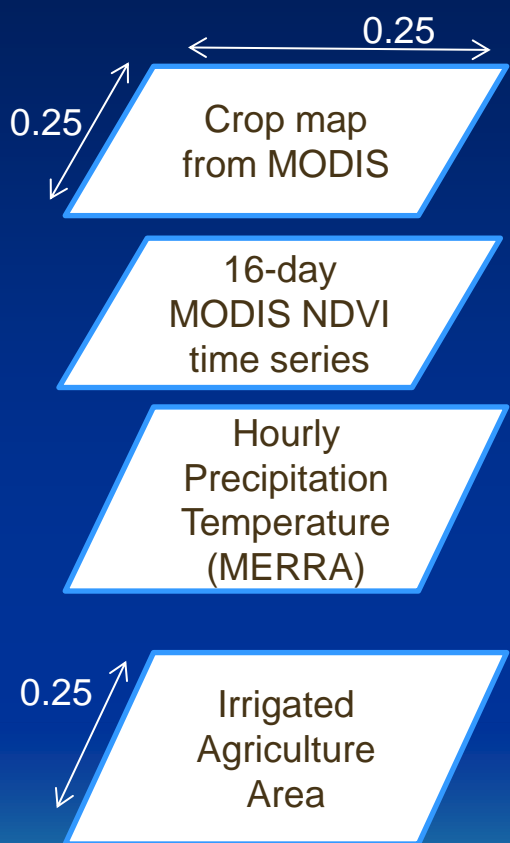 0.25
0.25
Crop map
from MODIS
16-day
MODIS NDVI
time series
Hourly
Precipitation
Temperature
(MERRA)
0.25
Irrigated
Agriculture
Area